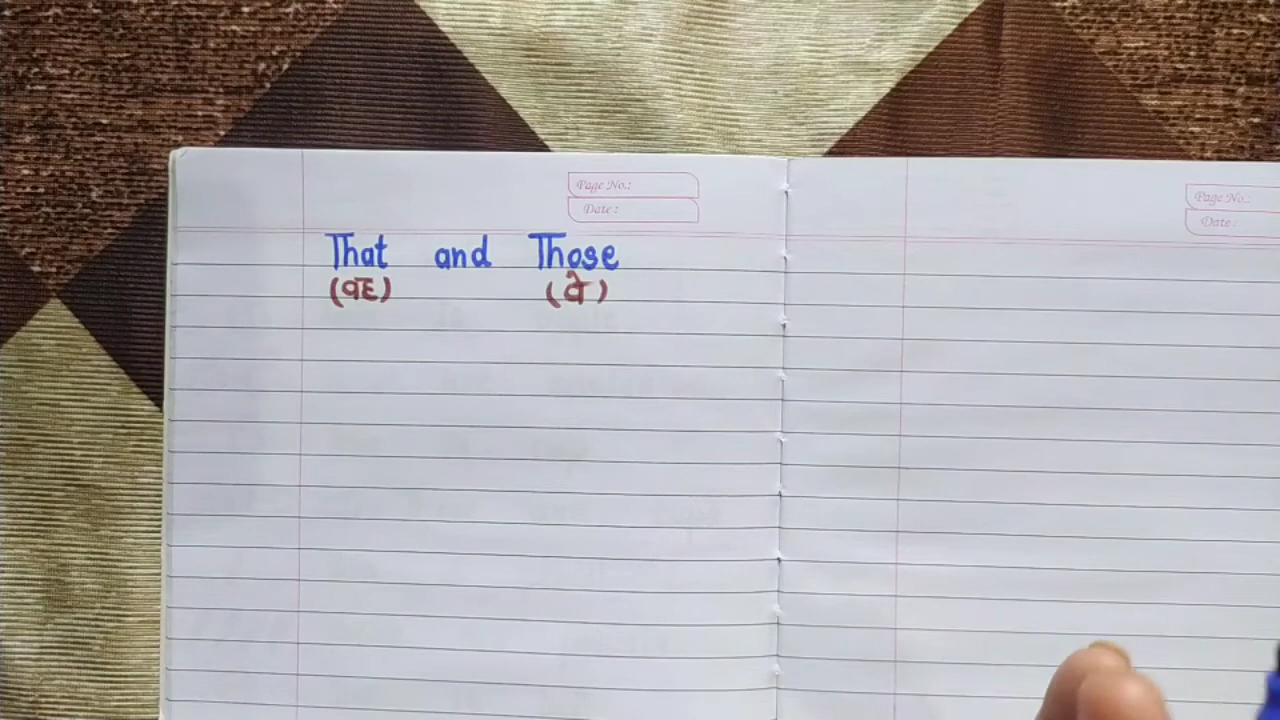 Page No.:
Date:
That and Those
(वह) (वे)
Page No.:
Date: